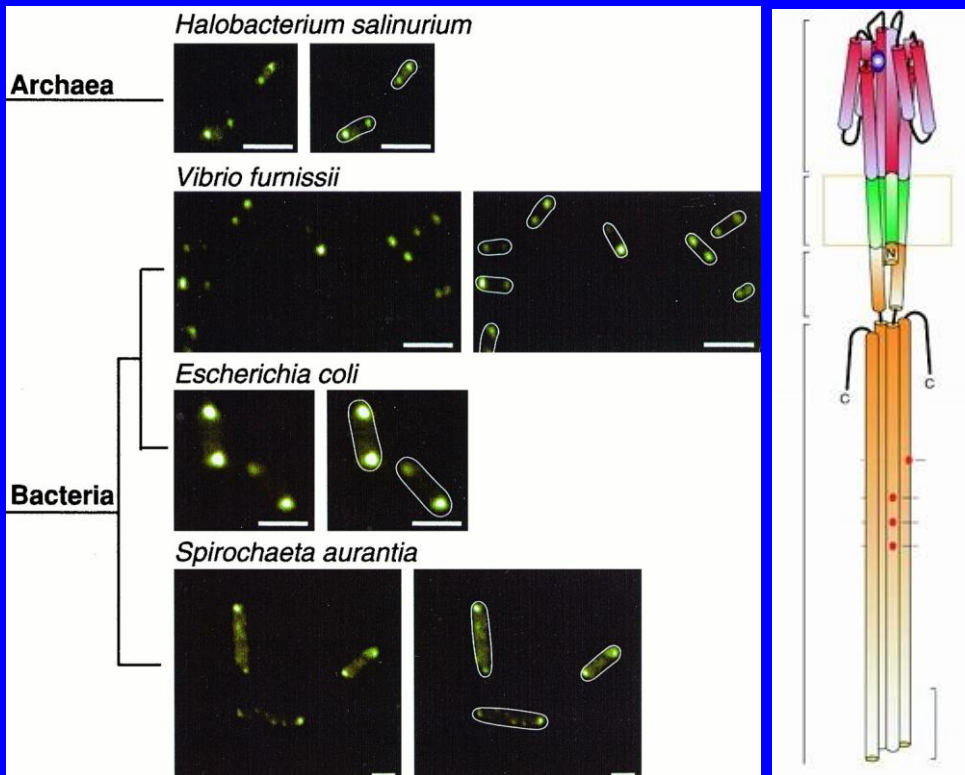 Halobacterium salinurium
Archaea
Vibrio furnissii
Escherichia coli
Bacteria
Spirochaeta aurantia
N
C
C